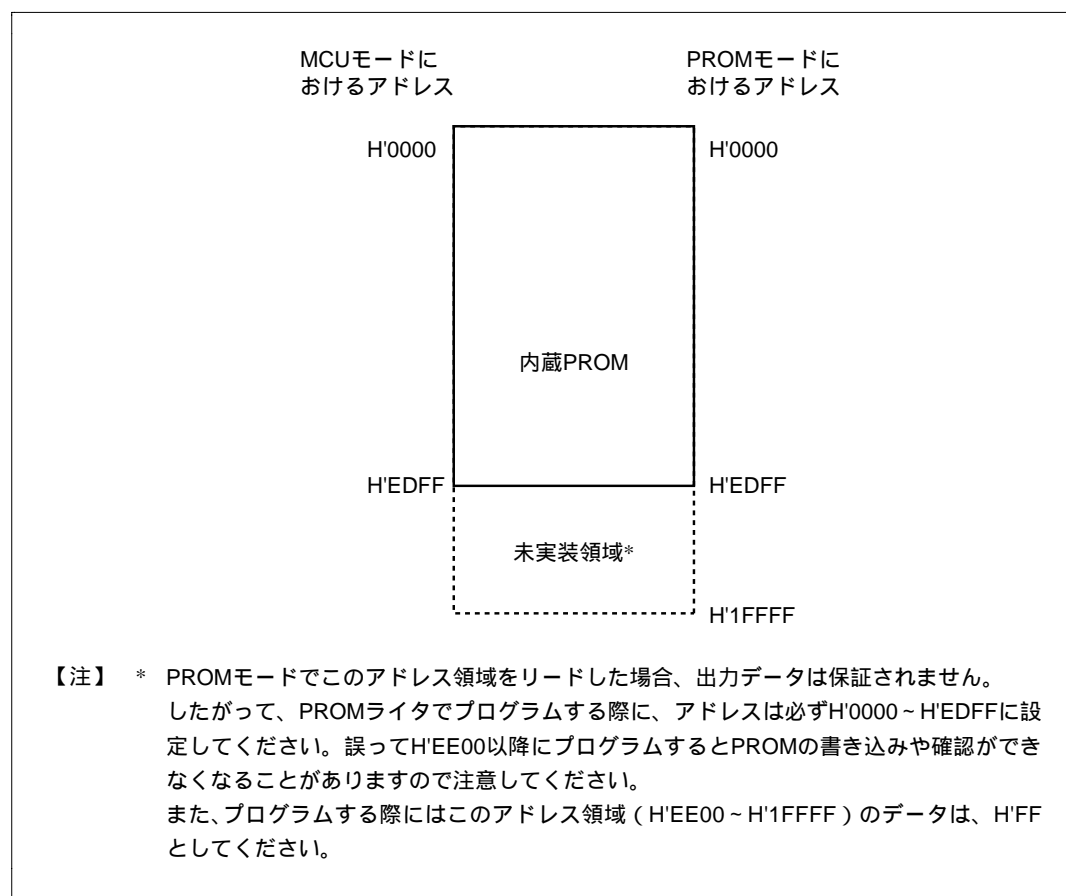 MCUモードに
おけるアドレス
PROMモードに
おけるアドレス
H'0000
H'0000
内蔵PROM
H'EDFF
H'EDFF
未実装領域*
H'1FFFF
【注】 * PROMモードでこのアドレス領域をリードした場合、出力データは保証されません。
したがって、PROMライタでプログラムする際に、アドレスは必ずH'0000~H'EDFFに設
定してください。誤ってH'EE00以降にプログラムするとPROMの書き込みや確認ができ
なくなることがありますので注意してください。
また、プログラムする際にはこのアドレス領域(H'EE00~H'1FFFF)のデータは、H'FF
としてください。